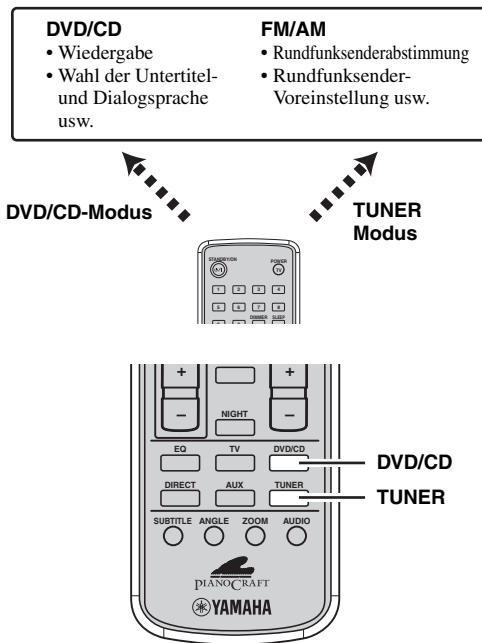 DVD/CD
• Wiedergabe
• Wahl der Untertitel-
und Dialogsprache
usw.
FM/AM
• Rundfunksenderabstimmung
• Rundfunksender-
Voreinstellung usw.
DVD/CD-Modus
TUNER
Modus
STANDBY/ON
POWER
TV
1 2 3 4
5 6 7 8
DIMMER SLEEP
+ +
– –
NIGHT
EQ TV DVD/CD
DVD/CD
DIRECT AUX TUNER
TUNER
SUBTITLE ANGLE ZOOM AUDIO
PIANOCRAFT
YAMAHA